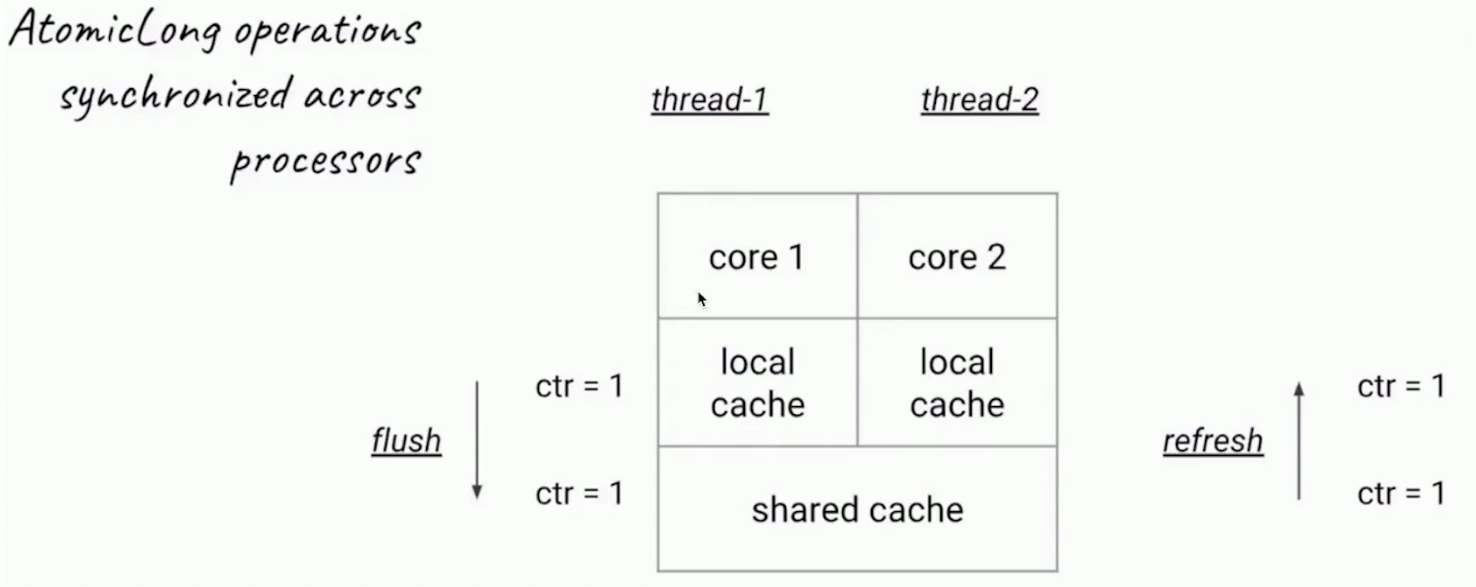 AtomicLong operations
synchronized across
processors
thread-1
thread-2
core 1
core 2
local
cache
local
cache
shared cache
flush
ctr = 1
ctr = 1
refresh
ctr = 1
ctr = 1